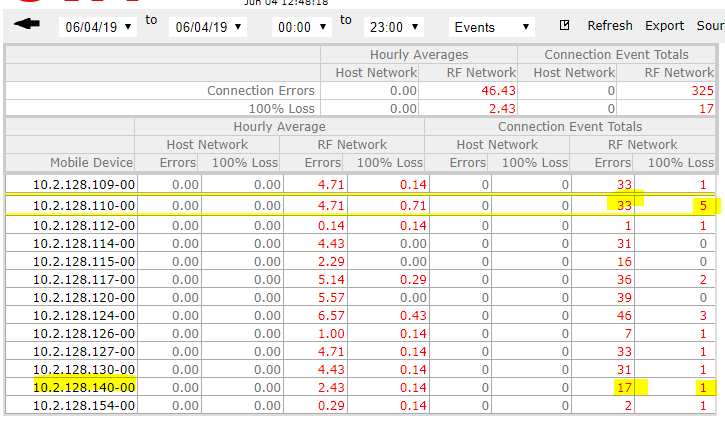 Jun 04 12:48:18
06/04/19 to 06/04/19 00:00 to 23:00 Events Refresh Export Sour
Hourly Averages Connection Event Totals
Host Network RF Network Host Network RF Network
Connection Errors 0.00 46.43 0 325
100% Loss 0.00 2.43 0 17
Hourly Average Connection Event Totals
Host Network RF Network Host Network RF Network
Mobile Device Errors 100% Loss Errors 100% Loss Errors 100% Loss Errors 100% Loss
10.2.128.109-00 0.00 0.00 4.71 0.14 0 0 33 1
10.2.128.110-00 0.00 0.00 4.71 0.71 0 0 33 5
10.2.128.112-00 0.00 0.00 0.14 0.14 0 0 1 1
10.2.128.114-00 0.00 0.00 4.43 0.00 0 0 31 0
10.2.128.115-00 0.00 0.00 2.29 0.00 0 0 16 0
10.2.128.117-00 0.00 0.00 5.14 0.29 0 0 36 2
10.2.128.120-00 0.00 0.00 5.57 0.00 0 0 39 0
10.2.128.124-00 0.00 0.00 6.57 0.43 0 0 46 3
10.2.128.126-00 0.00 0.00 1.00 0.14 0 0 7 1
10.2.128.127-00 0.00 0.00 4.71 0.14 0 0 33 1
10.2.128.130-00 0.00 0.00 4.43 0.14 0 0 31 1
10.2.128.140-00 0.00 0.00 2.43 0.14 0 0 17 1
10.2.128.154-00 0.00 0.00 0.29 0.14 0 0 2 1